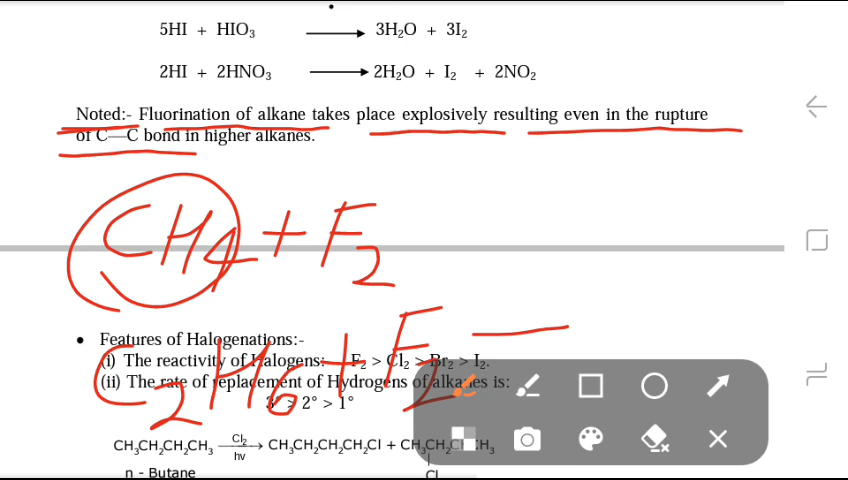 5HI + HIO₃ ⟶ 3H₂O + 3I₂
2HI + 2HNO₃ ⟶ 2H₂O + I₂ + 2NO₂
Noted:- Fluorination of alkane takes place explosively resulting even in the rupture
of C—C bond in higher alkanes.
CH₄ + F₂
• Features of Halogenations:-
(i) The reactivity of Halogens:- F₂ > Cl₂ > Br₂ > I₂.
C₂H₆ + F₂ —
(ii) The rate of replacement of Hydrogens of alkanes is:
3° > 2° > 1°
CH₃CH₂CH₂CH₃ Cl₂ hv → CH₃CH₂CH₂CH₂Cl + CH₃CH₂CH CH₃
n - Butane Cl